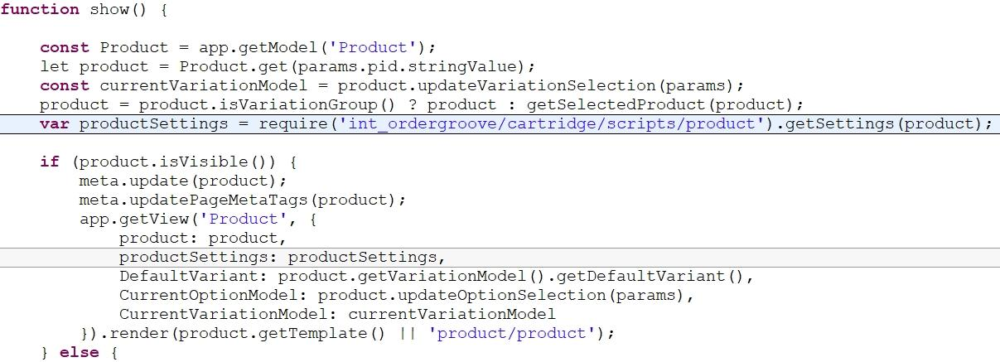 function show() {
const Product = app.getModel('Product');
let product = Product.get(params.pid.stringValue);
const currentVariationModel = product.updateVariationSelection(params);
product = product.isVariationGroup() ? product : getSelectedProduct(product);
var productSettings = require('int_ordergroove/cartridge/scripts/product').getSettings(product);
if (product.isVisible()) {
meta.update(product);
meta.updatePageMetaTags(product);
app.getView('Product', {
product: product,
productSettings: productSettings,
DefaultVariant: product.getVariationModel().getDefaultVariant(),
CurrentOptionModel: product.updateOptionSelection(params),
CurrentVariationModel: currentVariationModel
}).render(product.getTemplate() || 'product/product');
} else {